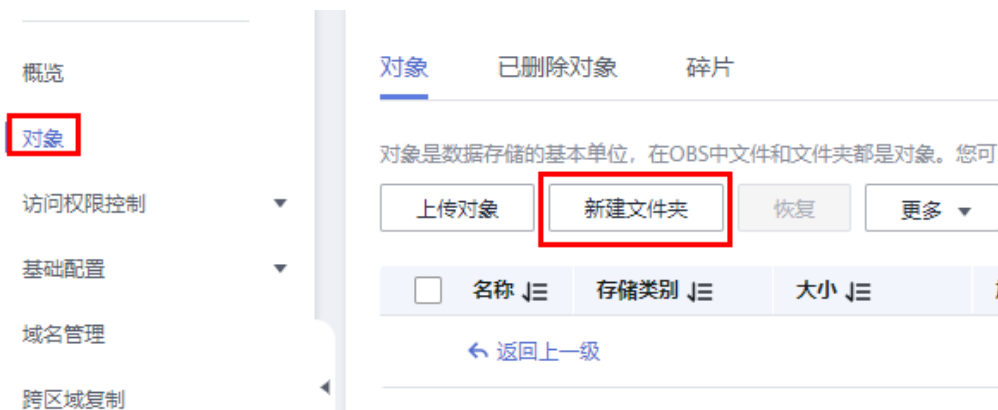 概览
对象
访问权限控制
基础配置
域名管理
跨区域复制
对象 已删除对象 碎片
对象是数据存储的基本单位，在OBS中文件和文件夹都是对象。您可
上传对象 新建文件夹 恢复 更多
名称 存储类别 大小
返回上一级